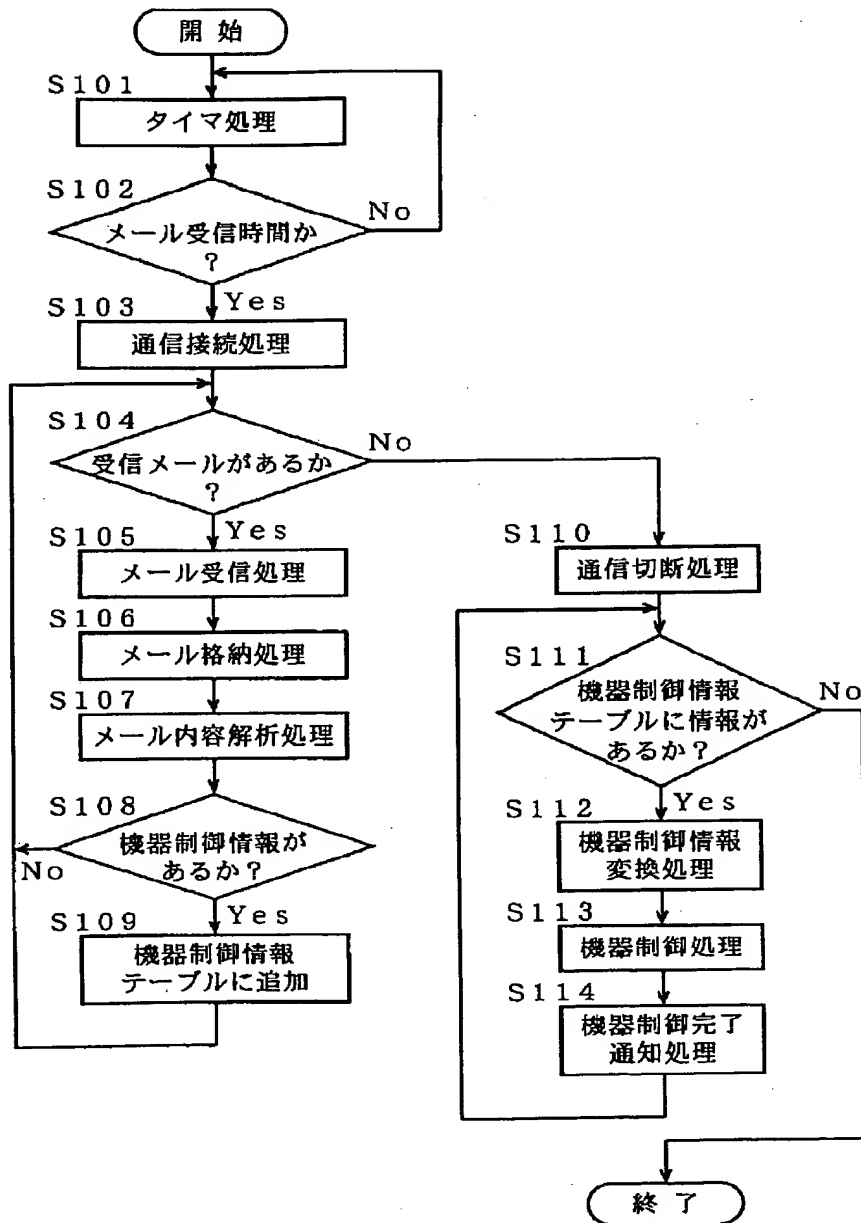 開 始
S101
タイマ処理
S102
メール受信時間か
?
No
Yes
S103
通信接続処理
S104
受信メールがあるか
?
No
Yes
S105
メール受信処理
S106
メール格納処理
S107
メール内容解析処理
S108
機器制御情報が
あるか?
No
Yes
S109
機器制御情報
テーブルに追加
S110
通信切断処理
S111
機器制御情報
テーブルに情報が
あるか?
No
Yes
S112
機器制御情報
変換処理
S113
機器制御処理
S114
機器制御完了
通知処理
終 了